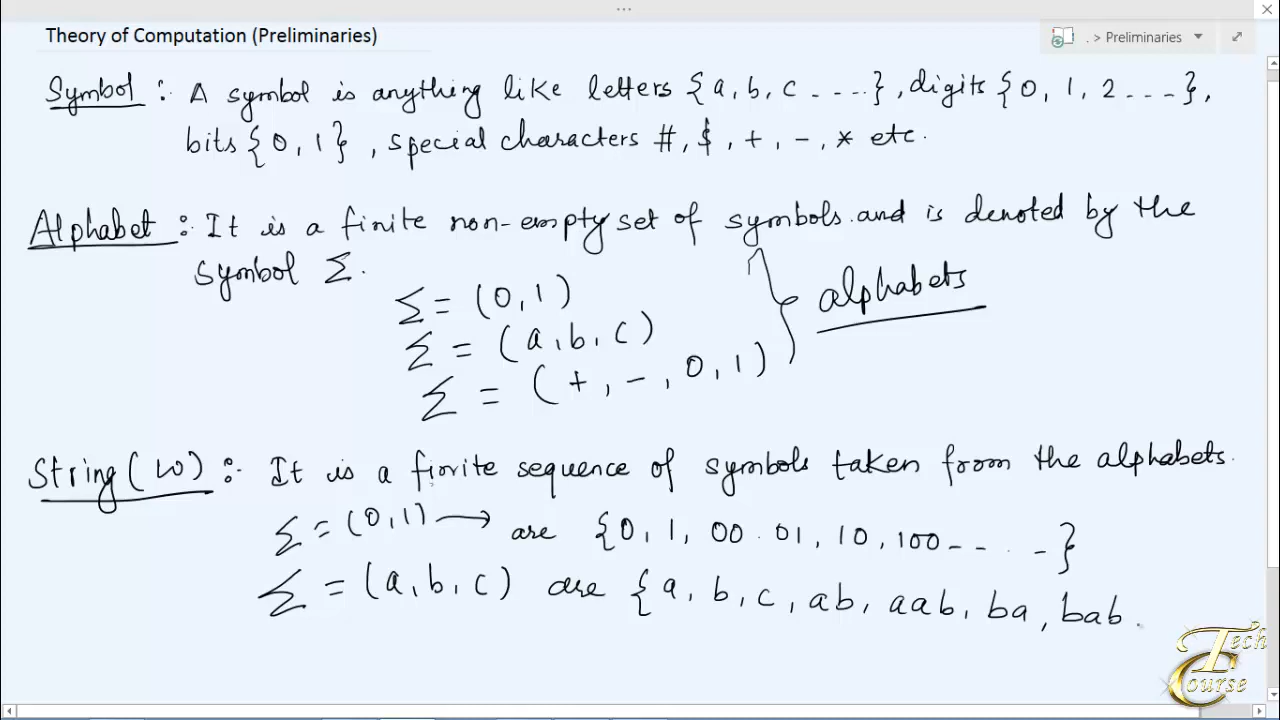 Theory of Computation (Preliminaries)
. > Preliminaries
Symbol : A symbol is anything like letters {a, b, c - - - -}, digits {0, 1, 2 - - - -},
bits {0, 1}, special characters #, $, +, -, * etc.
Alphabet : It is a finite non-empty set of symbols and is denoted by the
symbol Σ.
Σ = (0, 1)
Σ = (a, b, c)
Σ = (+, -, 0, 1)
alphabets
String (w) : It is a finite sequence of symbols taken from the alphabets.
Σ = (0, 1) → are {0, 1, 00 01, 10, 100 - - - - -}
Σ = (a, b, c) are {a, b, c, ab, aab, ba, bab
Tech
Course